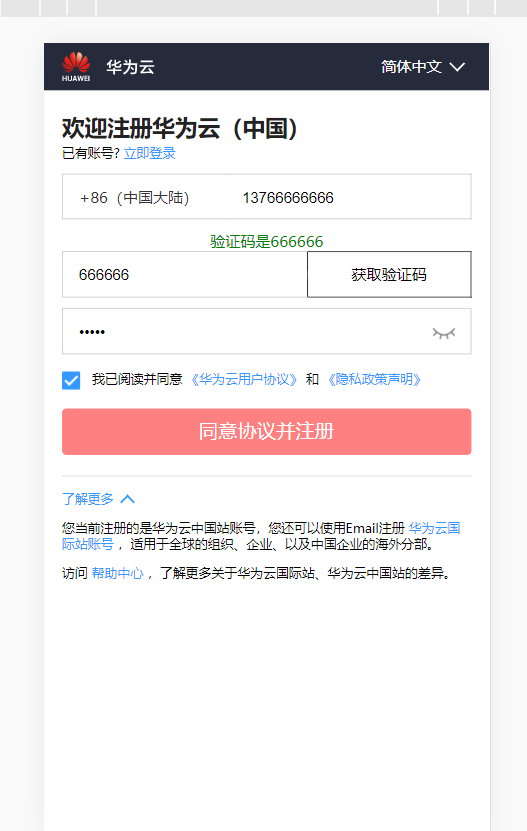 HUAWEI 华为云 简体中文
欢迎注册华为云（中国）
已有账号? 立即登录
+86（中国大陆） 13766666666
验证码是666666
666666 获取验证码
•••••
我已阅读并同意 《华为云用户协议》 和 《隐私政策声明》
同意协议并注册
了解更多
您当前注册的是华为云中国站账号，您还可以使用Email注册 华为云国
际站账号 ，适用于全球的组织、企业、以及中国企业的海外分部。
访问 帮助中心 ，了解更多关于华为云国际站、华为云中国站的差异。